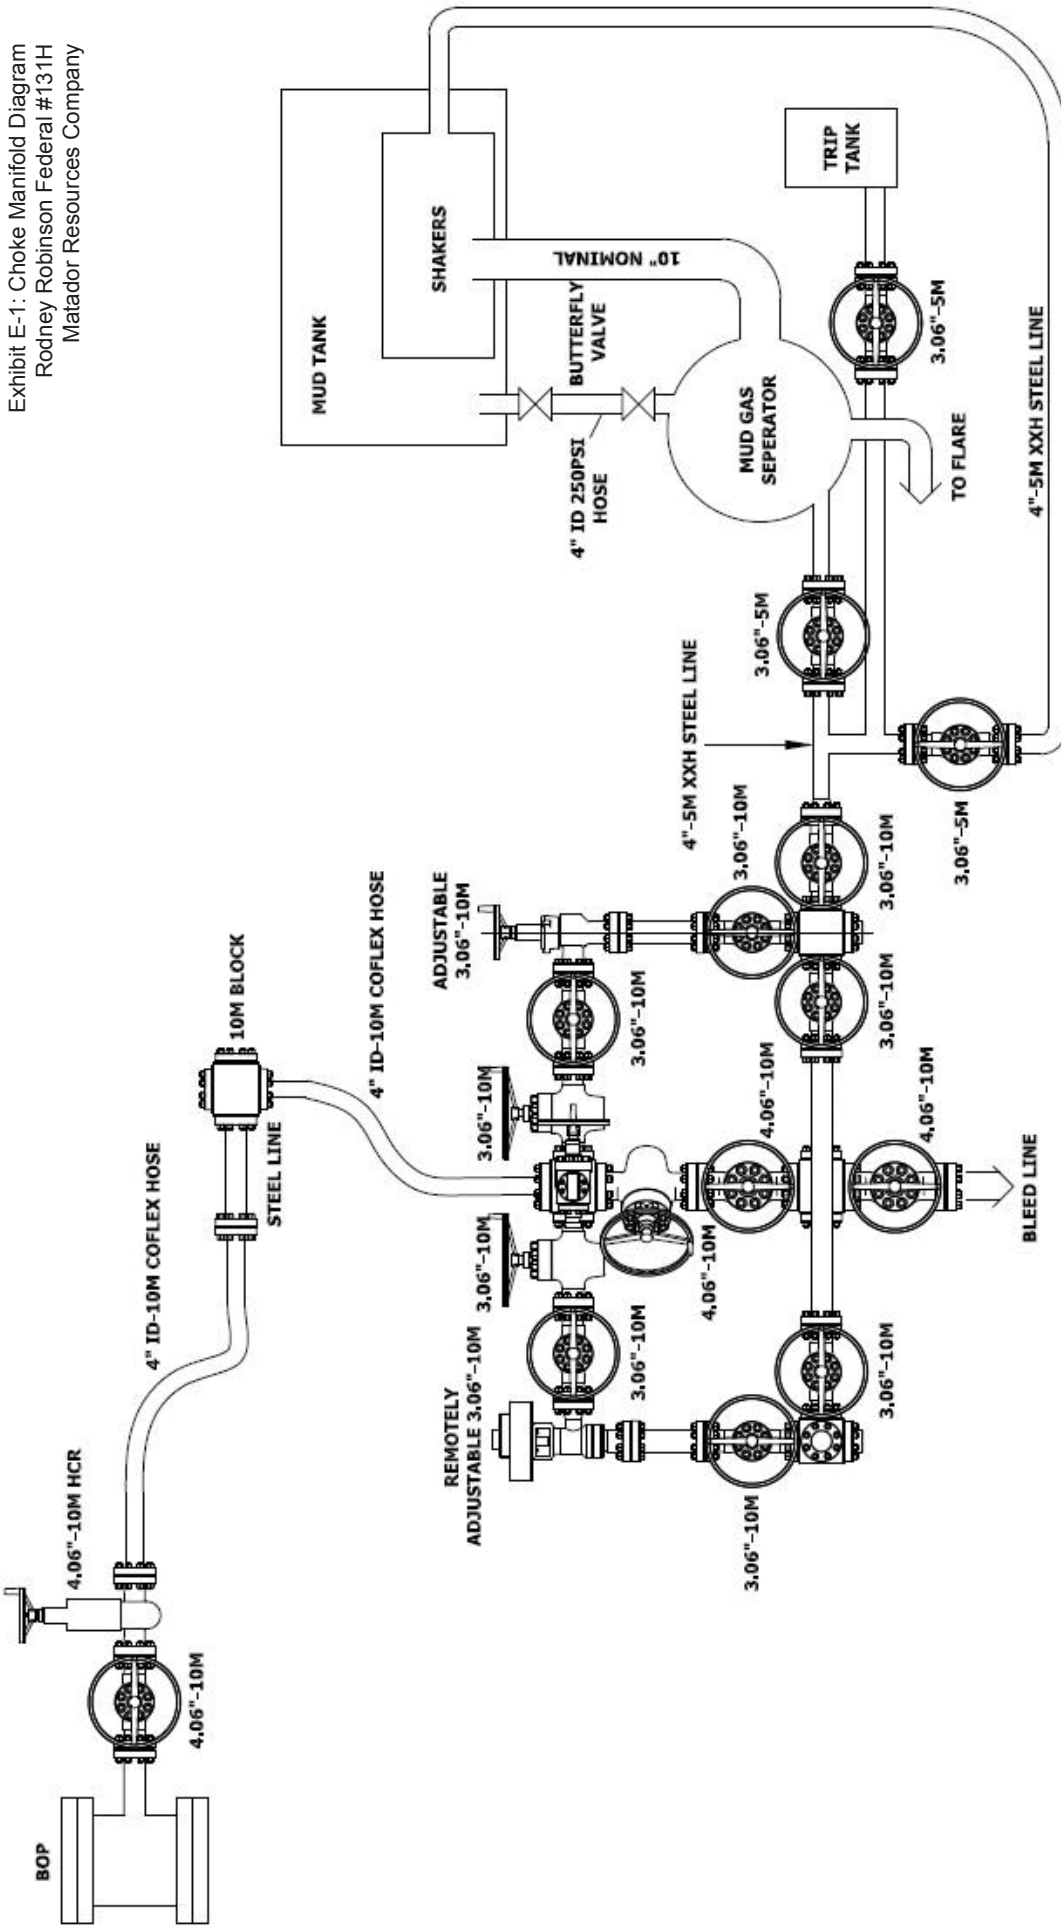 Exhibit E-1: Choke Manifold Diagram
Rodney Robinson Federal #131H
Matador Resources Company
BOP
4.06"-10M
4.06"-10M HCR
4" ID-10M COFLEX HOSE
STEEL LINE
10M BLOCK
4" ID-10M COFLEX HOSE
REMOTELY
ADJUSTABLE 3.06"-10M
3.06"-10M
3.06"-10M
ADJUSTABLE
3.06"-10M
3.06"-10M
3.06"-10M
4.06"-10M
4.06"-10M
3.06"-10M
3.06"-10M
3.06"-10M
4.06"-10M
BLEED LINE
3.06"-10M
3.06"-10M
3.06"-10M
4"-5M XXH STEEL LINE
3.06"-5M
3.06"-5M
MUD TANK
SHAKERS
10" NOMINAL
BUTTERFLY
VALVE
4" ID 250PSI
HOSE
MUD GAS
SEPERATOR
TRIP
TANK
3.06"-5M
TO FLARE
4"-5M XXH STEEL LINE